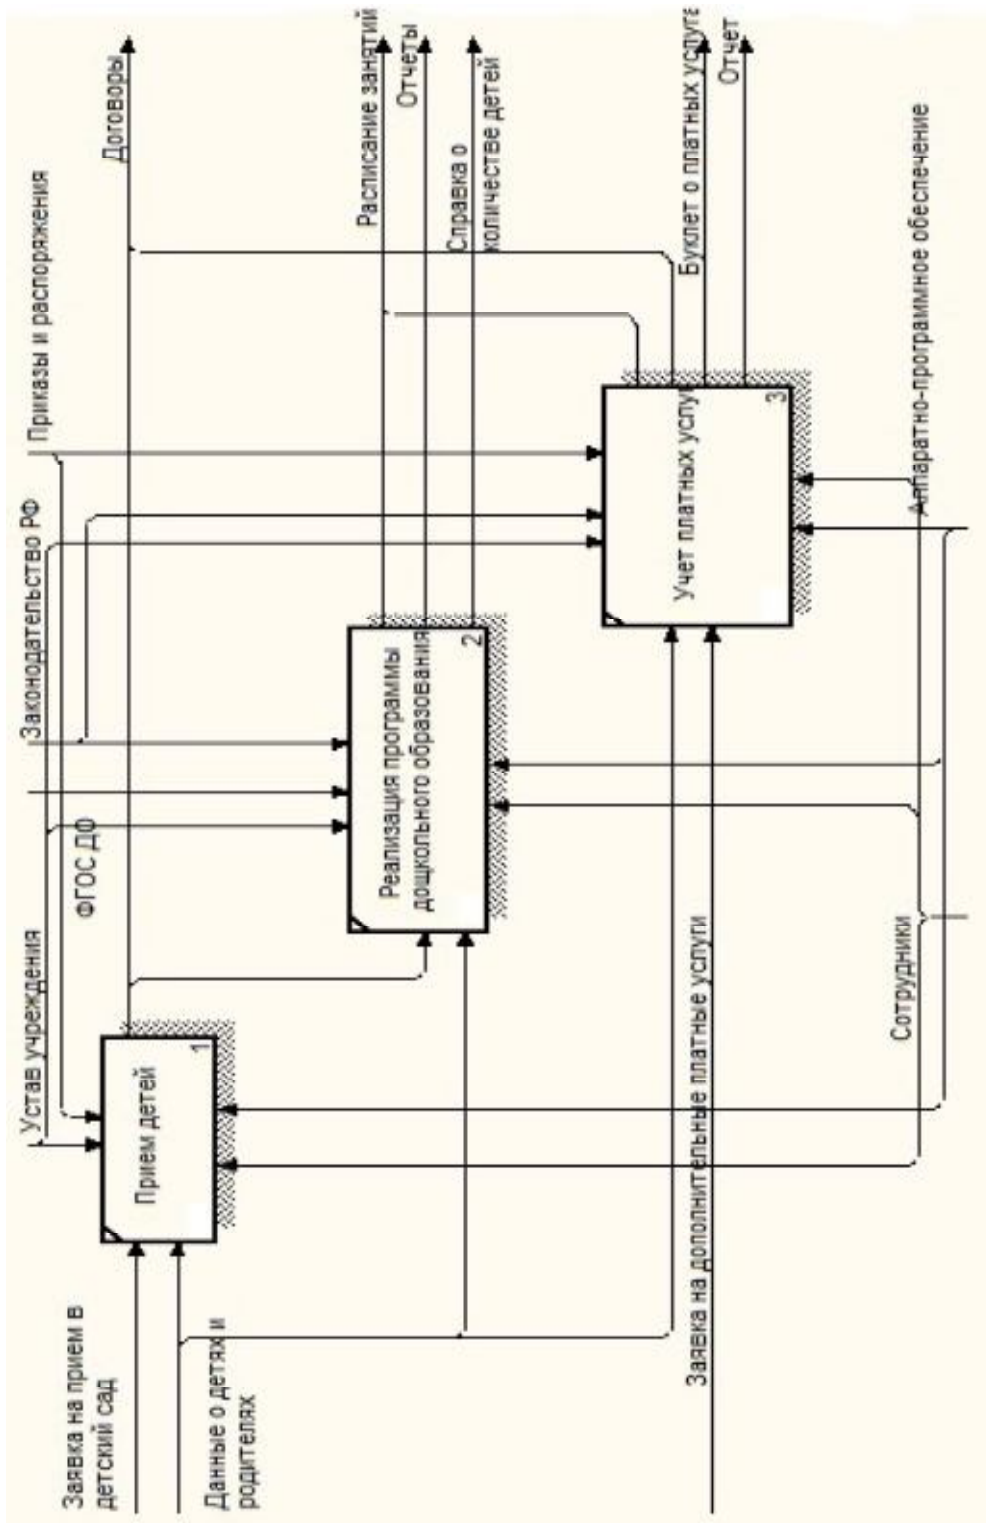 Устав учреждения
Законодательство РФ
Приказы и распоряжения
ФГОС ДО
Договоры
Заявка на прием в
детский сад
Прием детей
1
Данные о детях и
родителях
Реализация программы
дощкольного образования
2
Расписание занятий
Отчеты
Справка о
количестве детей
Заявка на дополнительные платные услуги
Учет платных услуг
3
Буклет о платных услуга
Отчет
Сотрудники
Аппаратно-программное обеспечение